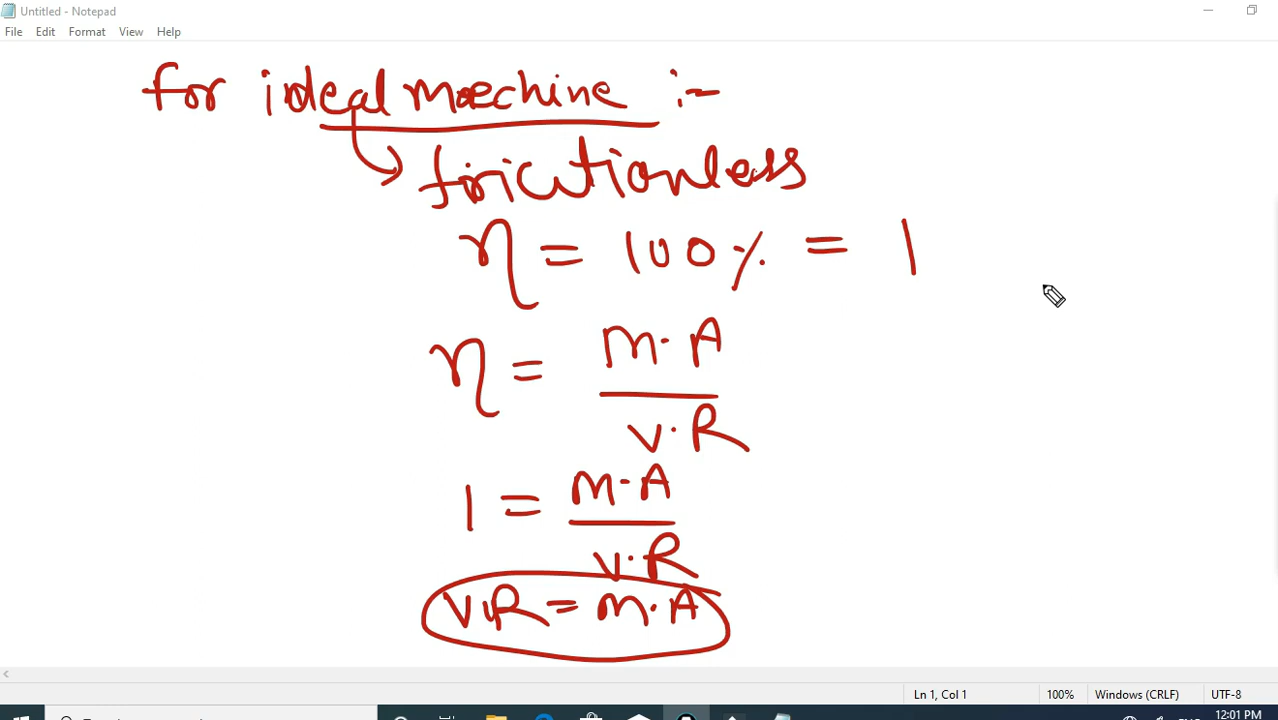 Untitled - Notepad
File Edit Format View Help
for ideal machine :-
frictionless
η = 100% = 1
η = M.A
V.R
1 = M.A
V.R
V.R = M.A
Ln 1, Col 1 100% Windows (CRLF) UTF-8
12:01 PM